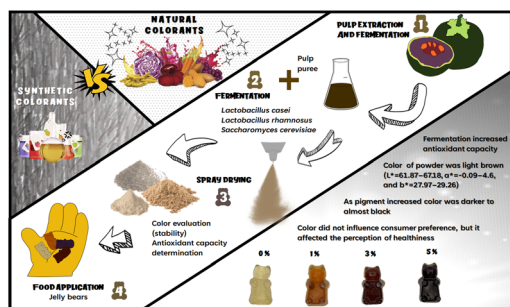 NATURAL
COLORANTS
VS
SYNTHETIC
COLORANTS
PULP EXTRACTION
AND FERMENTATION
1
2
FERMENTATION
Pulp
puree
Lactobacillus casei
Lactobacillus rhamnosus
Saccharomyces cerevisiae
SPRAY DRYING
3
Color evaluation
(stability)
Antioxidant capacity
determination
FOOD APPLICATION
Jelly bears
4
Fermentation increased
antioxidant capacity
Color of powder was light brown
(L*=61.87–67.18, a*=-0.09–4.6,
and b*=27.97–29.26)
As pigment increased color was darker to
almost black
Color did not influence consumer preference, but it
affected the perception of healthiness
0% 1% 3% 5%